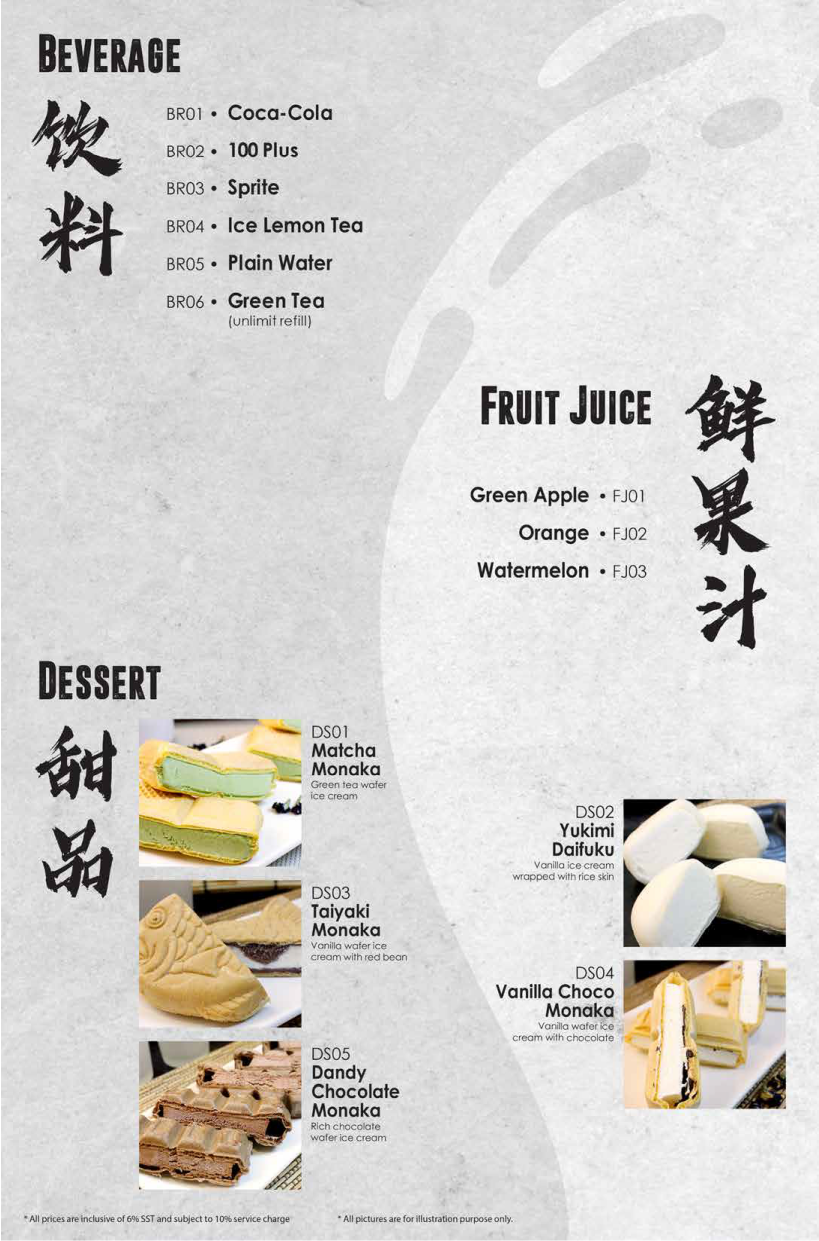 BEVERAGE
饮料
BR01 • Coca-Cola
BR02 • 100 Plus
BR03 • Sprite
BR04 • Ice Lemon Tea
BR05 • Plain Water
BR06 • Green Tea
(unlimit refill)
FRUIT JUICE
鲜果汁
Green Apple • FJ01
Orange • FJ02
Watermelon • FJ03
DESSERT
甜品
DS01
Matcha
Monaka
Green tea wafer
ice cream
DS02
Yukimi
Daifuku
Vanilla ice cream
wrapped with rice skin
DS03
Taiyaki
Monaka
Vanilla wafer ice
cream with red bean
DS04
Vanilla Choco
Monaka
Vanilla wafer ice
cream with chocolate
DS05
Dandy
Chocolate
Monaka
Rich chocolate
wafer ice cream
* All prices are inclusive of 6% SST and subject to 10% service charge
* All pictures are for illustration purpose only.